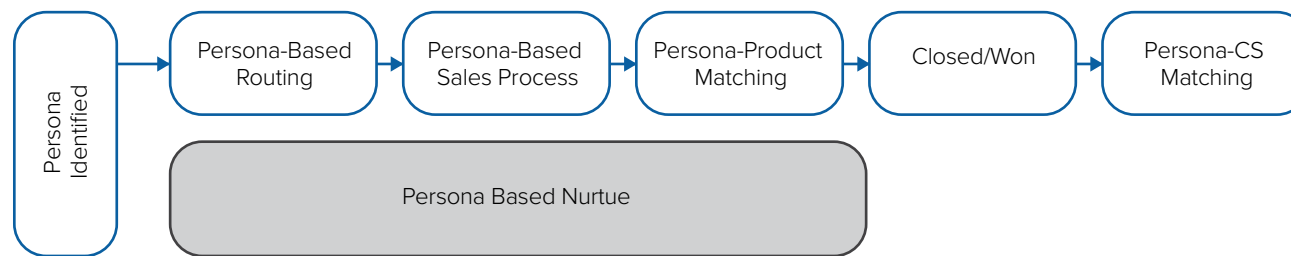 Persona
Identified
Persona-Based
Routing
Persona-Based
Sales Process
Persona-Product
Matching
Closed/Won
Persona-CS
Matching
Persona Based Nurtue